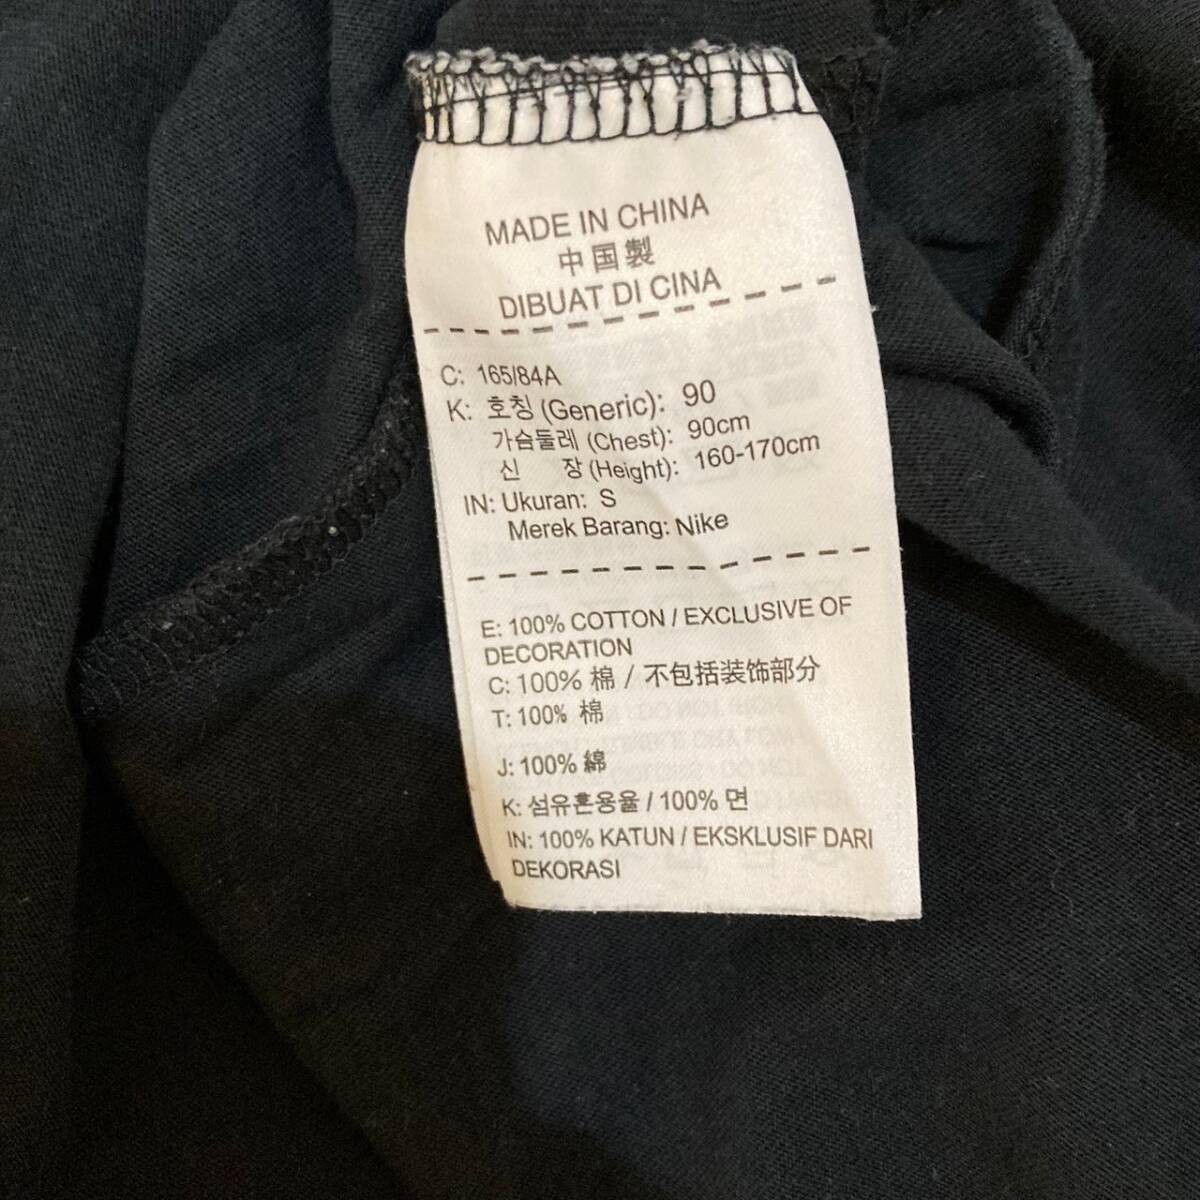 MADE IN CHINA
中国製
DIBUAT DI CINA
C: 165/84A
K: 호칭 (Generic): 90
가슴둘레 (Chest): 90cm
신 장 (Height): 160-170cm
IN: Ukuran: S
Merek Barang: Nike
E: 100% COTTON / EXCLUSIVE OF
DECORATION
C: 100% 棉 / 不包括装饰部分
T: 100% 棉
J: 100% 綿
K: 섬유혼용율 / 100% 면
IN: 100% KATUN / EKSKLUSIF DARI
DEKORASI